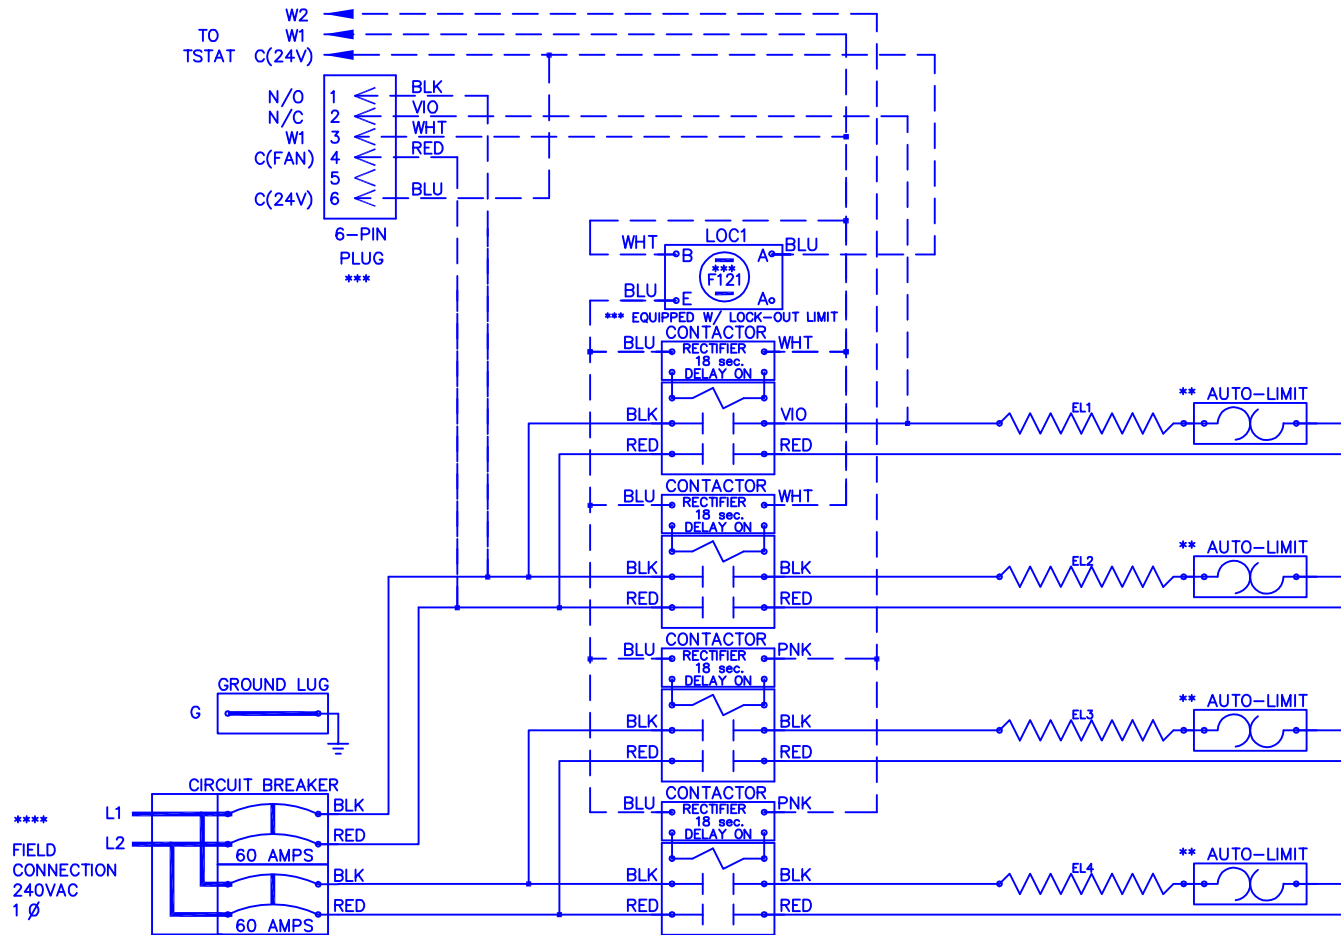 W2
TO W1
TSTAT C(24V)
N/O 1 BLK
N/C 2 VIO
W1 3 WHT
C(FAN) 4 RED
5
C(24V) 6 BLU
6-PIN
PLUG
***
LOC1
WHT B A BLU
***
F121
BLU E A
*** EQUIPPED W/ LOCK-OUT LIMIT
CONTACTOR
BLU RECTIFIER WHT
18 sec.
DELAY ON
** AUTO-LIMIT
BLK VIO EL1
RED RED
CONTACTOR
BLU RECTIFIER WHT
18 sec.
DELAY ON
** AUTO-LIMIT
BLK BLK EL2
RED RED
CONTACTOR
BLU RECTIFIER PNK
18 sec.
DELAY ON
** AUTO-LIMIT
BLK BLK EL3
RED RED
GROUND LUG
G
CIRCUIT BREAKER
CONTACTOR
BLU RECTIFIER PNK
18 sec.
DELAY ON
** AUTO-LIMIT
BLK BLK EL4
RED RED
**** L1 BLK
L2 RED
60 AMPS
BLK
RED
60 AMPS
FIELD
CONNECTION
240VAC
1 Ø